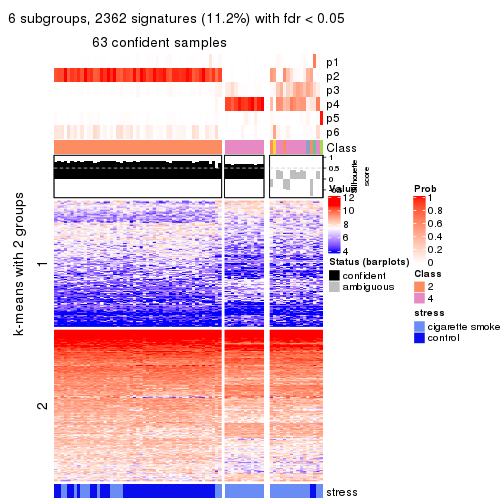 6 subgroups, 2362 signatures (11.2%) with fdr < 0.05
63 confident samples
p1
p2
p3
p4
p5
p6
Class
1
0.5
0
Silhouette
score
k-means with 2 groups
1
2
stress
Value
12
10
8
6
4
Status (barplots)
confident
ambiguous
Prob
1
0.8
0.6
0.4
0.2
0
Class
2
4
stress
cigarette smoke
control